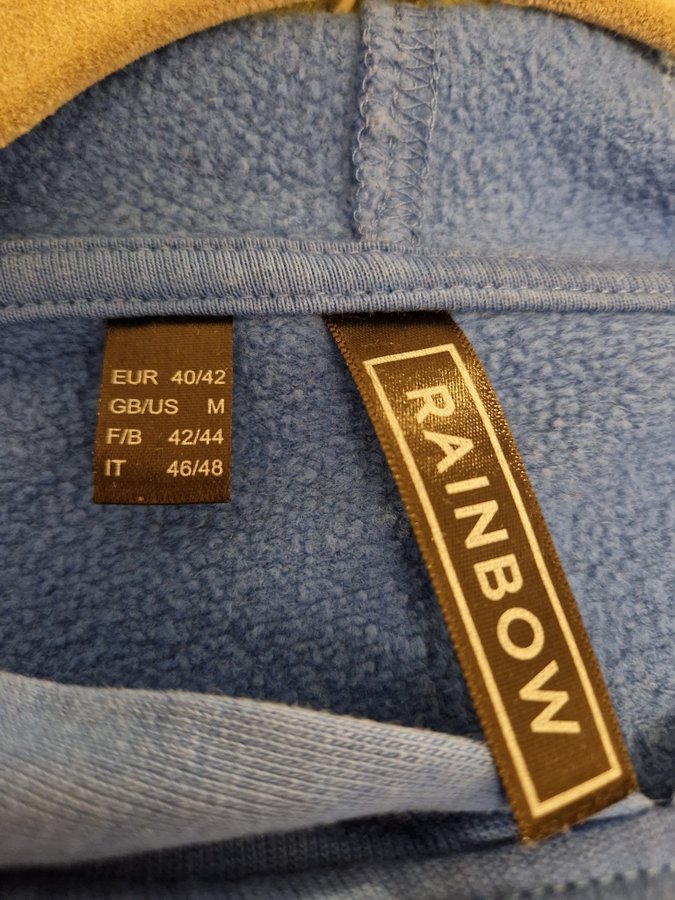 EUR 40/42
GB/US M
F/B 42/44
IT 46/48
RAINBOW